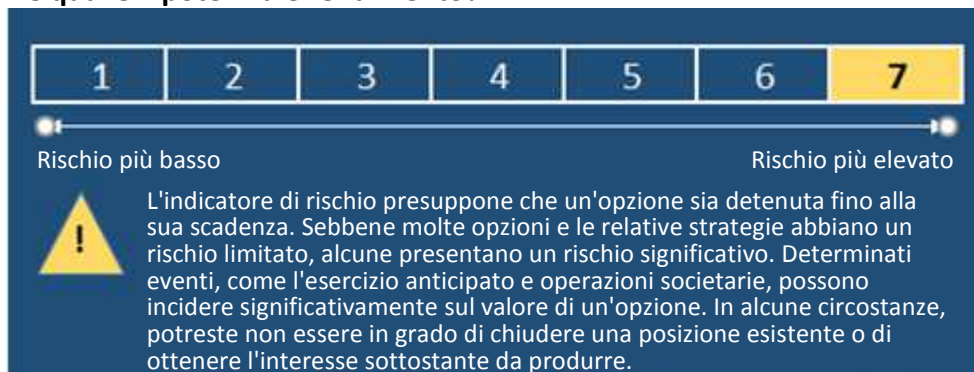 1 2 3 4 5 6 7
Rischio più basso Rischio più elevato
!
L'indicatore di rischio presuppone che un'opzione sia detenuta fino alla
sua scadenza. Sebbene molte opzioni e le relative strategie abbiano un
rischio limitato, alcune presentano un rischio significativo. Determinati
eventi, come l'esercizio anticipato e operazioni societarie, possono
incidere significativamente sul valore di un'opzione. In alcune circostanze,
potreste non essere in grado di chiudere una posizione esistente o di
ottenere l'interesse sottostante da produrre.